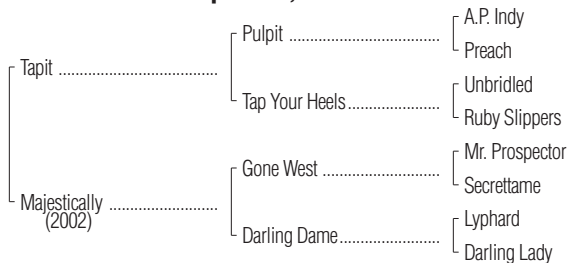 A.P. Indy
Pulpit ......................................
Preach
Tapit ........................................
Unbridled
Tap Your Heels.......................
Ruby Slippers
Mr. Prospector
Gone West .............................
Secrettame
Majestically ...........................
(2002)
Lyphard
Darling Dame.........................
Darling Lady